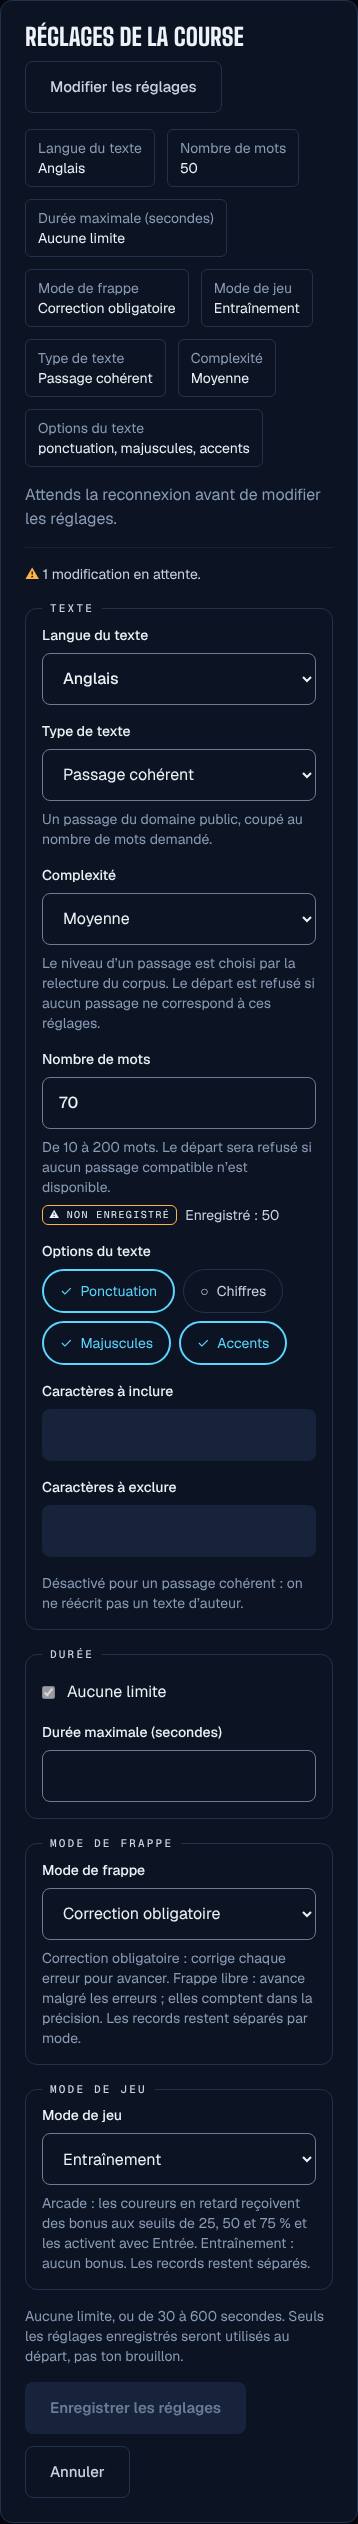 RÉGLAGES DE LA COURSE
Modifier les réglages
Langue du texte
Anglais
Nombre de mots
50
Durée maximale (secondes)
Aucune limite
Mode de frappe
Correction obligatoire
Mode de jeu
Entraînement
Type de texte
Passage cohérent
Complexité
Moyenne
Options du texte
ponctuation, majuscules, accents
Attends la reconnexion avant de modifier
les réglages.
⚠ 1 modification en attente.
TEXTE
Langue du texte
Anglais
Type de texte
Passage cohérent
Un passage du domaine public, coupé au
nombre de mots demandé.
Complexité
Moyenne
Le niveau d’un passage est choisi par la
relecture du corpus. Le départ est refusé si
aucun passage ne correspond à ces
réglages.
Nombre de mots
70
De 10 à 200 mots. Le départ sera refusé si
aucun passage compatible n’est
disponible.
⚠ NON ENREGISTRÉ Enregistré : 50
Options du texte
✓ Ponctuation
○ Chiffres
✓ Majuscules
✓ Accents
Caractères à inclure
Caractères à exclure
Désactivé pour un passage cohérent : on
ne réécrit pas un texte d’auteur.
DURÉE
Aucune limite
Durée maximale (secondes)
MODE DE FRAPPE
Mode de frappe
Correction obligatoire
Correction obligatoire : corrige chaque
erreur pour avancer. Frappe libre : avance
malgré les erreurs ; elles comptent dans la
précision. Les records restent séparés par
mode.
MODE DE JEU
Mode de jeu
Entraînement
Arcade : les coureurs en retard reçoivent
des bonus aux seuils de 25, 50 et 75 % et
les activent avec Entrée. Entraînement :
aucun bonus. Les records restent séparés.
Aucune limite, ou de 30 à 600 secondes. Seuls
les réglages enregistrés seront utilisés au
départ, pas ton brouillon.
Enregistrer les réglages
Annuler